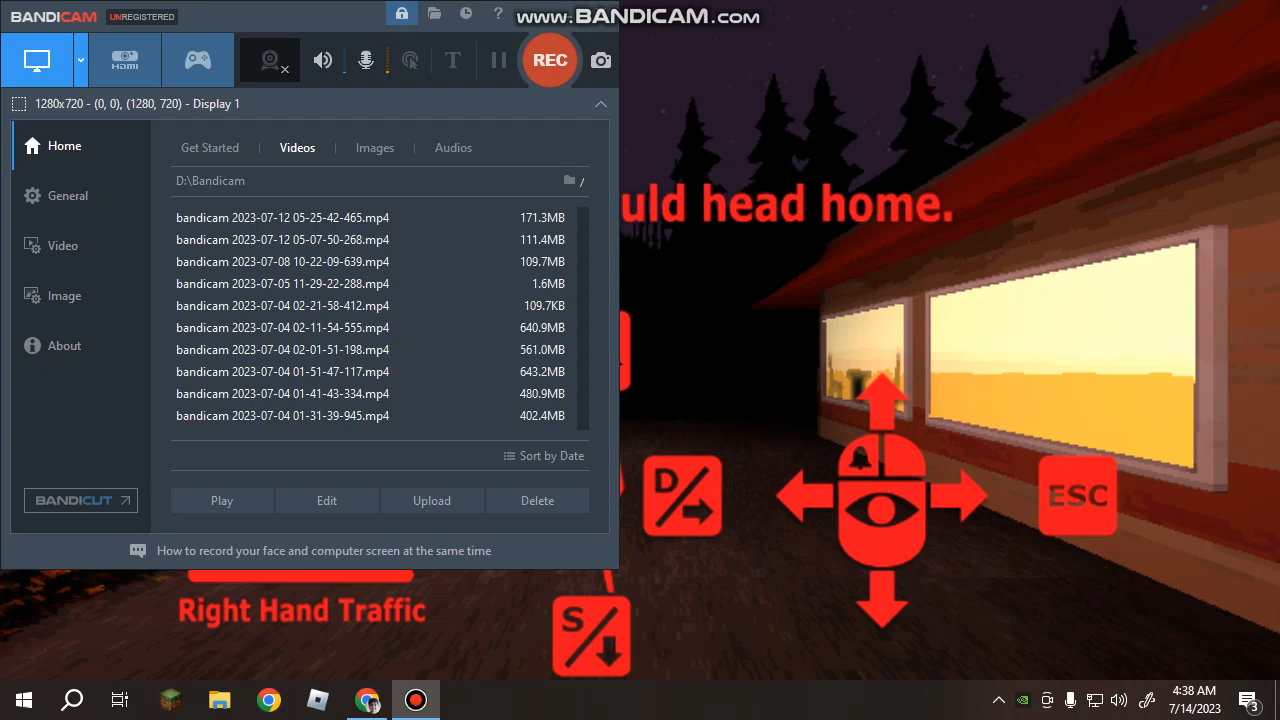 BANDICAM UNREGISTERED
www.BANDICAM.com
HDMI
T
REC
1280x720 - (0, 0), (1280, 720) - Display 1
Home
General
Video
Image
About
BANDICUT
Get Started
Videos
Images
Audios
D:\Bandicam
/
bandicam 2023-07-12 05-25-42-465.mp4 171.3MB
bandicam 2023-07-12 05-07-50-268.mp4 111.4MB
bandicam 2023-07-08 10-22-09-639.mp4 109.7MB
bandicam 2023-07-05 11-29-22-288.mp4 1.6MB
bandicam 2023-07-04 02-21-58-412.mp4 109.7KB
bandicam 2023-07-04 02-11-54-555.mp4 640.9MB
bandicam 2023-07-04 02-01-51-198.mp4 561.0MB
bandicam 2023-07-04 01-51-47-117.mp4 643.2MB
bandicam 2023-07-04 01-41-43-334.mp4 480.9MB
bandicam 2023-07-04 01-31-39-945.mp4 402.4MB
Sort by Date
Play
Edit
Upload
Delete
How to record your face and computer screen at the same time
uld head home.
D
ESC
Right Hand Traffic
S
4:38 AM
7/14/2023
3